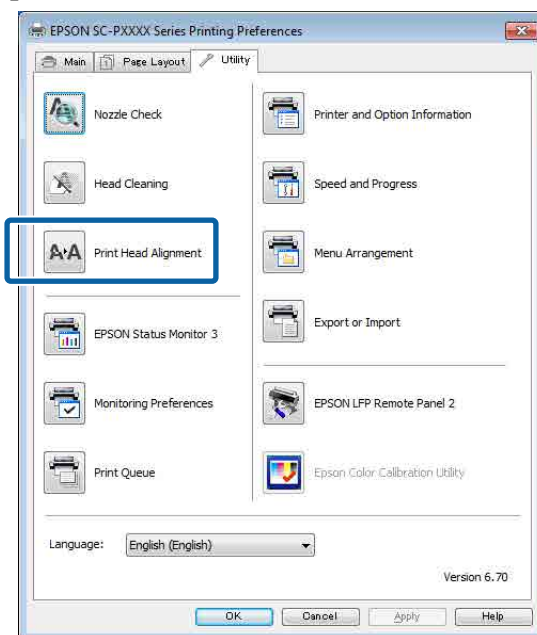 EPSON SC-PXXXX Series Printing Preferences
Main
Page Layout
Utility
Nozzle Check
Printer and Option Information
Head Cleaning
Speed and Progress
A
A
Print Head Alignment
Menu Arrangement
EPSON Status Monitor 3
Export or Import
Monitoring Preferences
EPSON LFP Remote Panel 2
Print Queue
Epson Color Calibration Utility
Language: English (English)
Version 6.70
OK
Cancel
Apply
Help